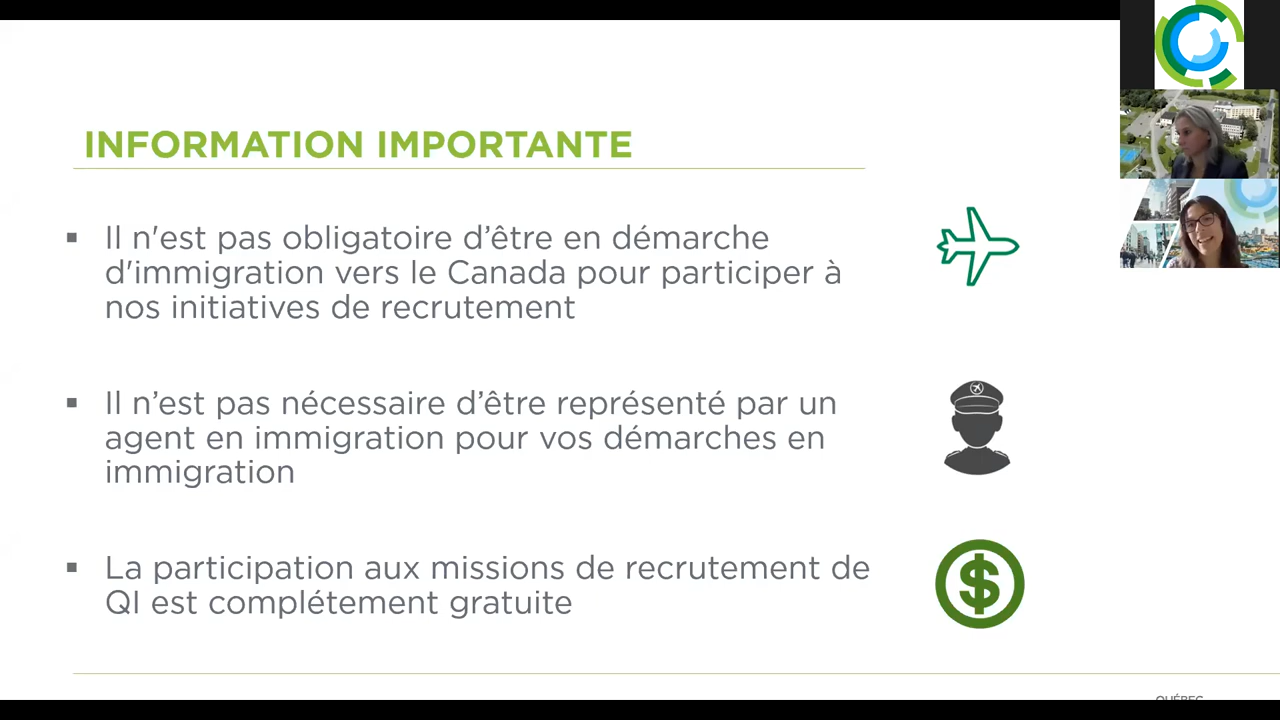 INFORMATION IMPORTANTE
▪ Il n'est pas obligatoire d’être en démarche
d'immigration vers le Canada pour participer à
nos initiatives de recrutement
▪ Il n’est pas nécessaire d’être représenté par un
agent en immigration pour vos démarches en
immigration
▪ La participation aux missions de recrutement de
QI est complétement gratuite
QUÉBEC